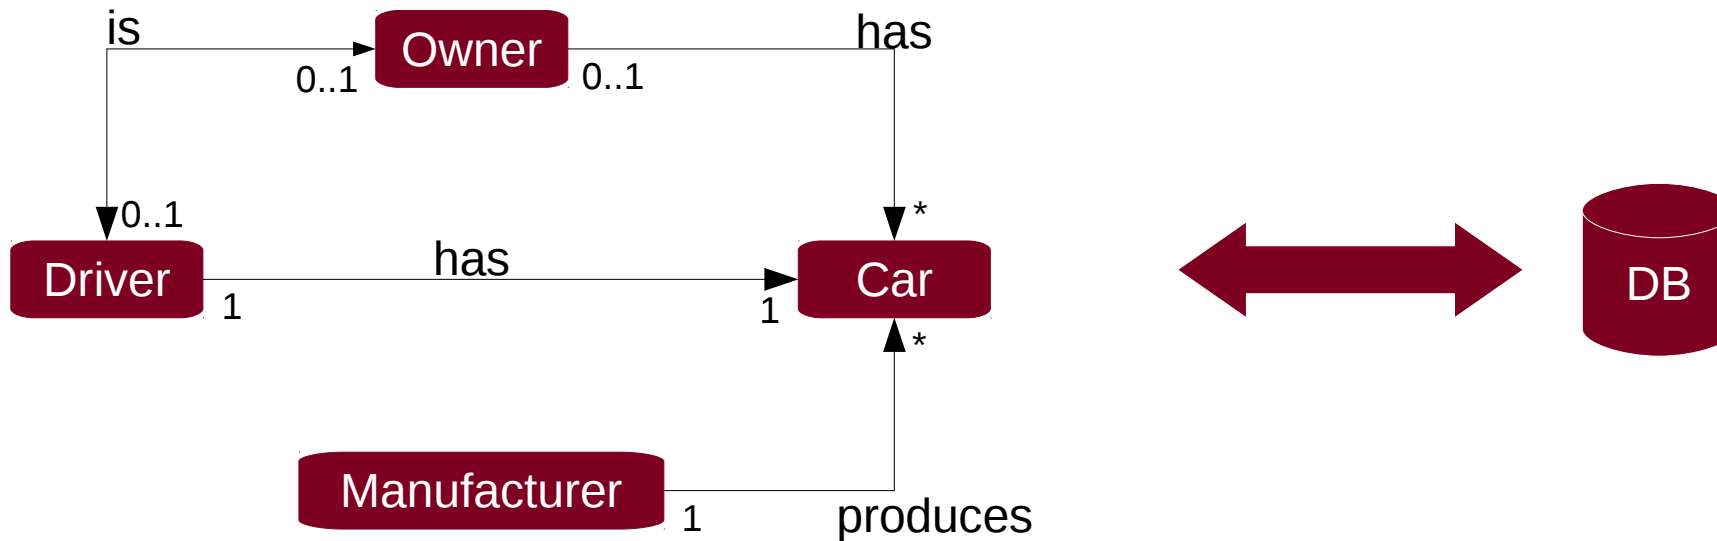 is
has
Owner
0..1
0..1
0..1
*
has
Driver
Car
DB
1
1
*
Manufacturer
1
produces